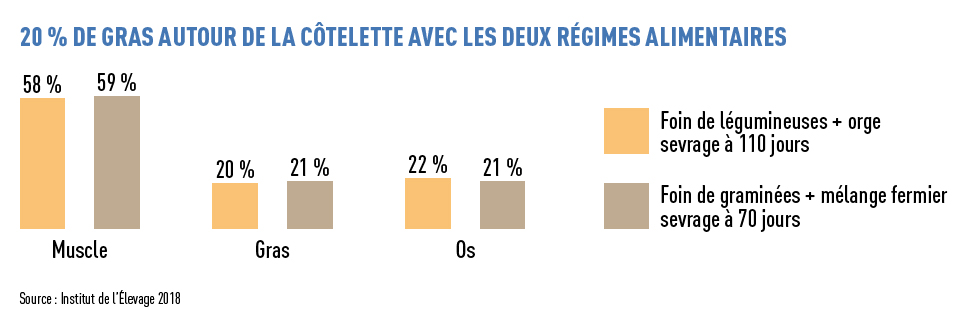 20 % DE GRAS AUTOUR DE LA CÔTELETTE AVEC LES DEUX RÉGIMES ALIMENTAIRES
58 %
59 %
20 %
21 %
22 %
21 %
Muscle
Gras
Os
Foin de légumineuses + orge
sevrage à 110 jours
Foin de graminées + mélange fermier
sevrage à 70 jours
Source : Institut de l'Élevage 2018